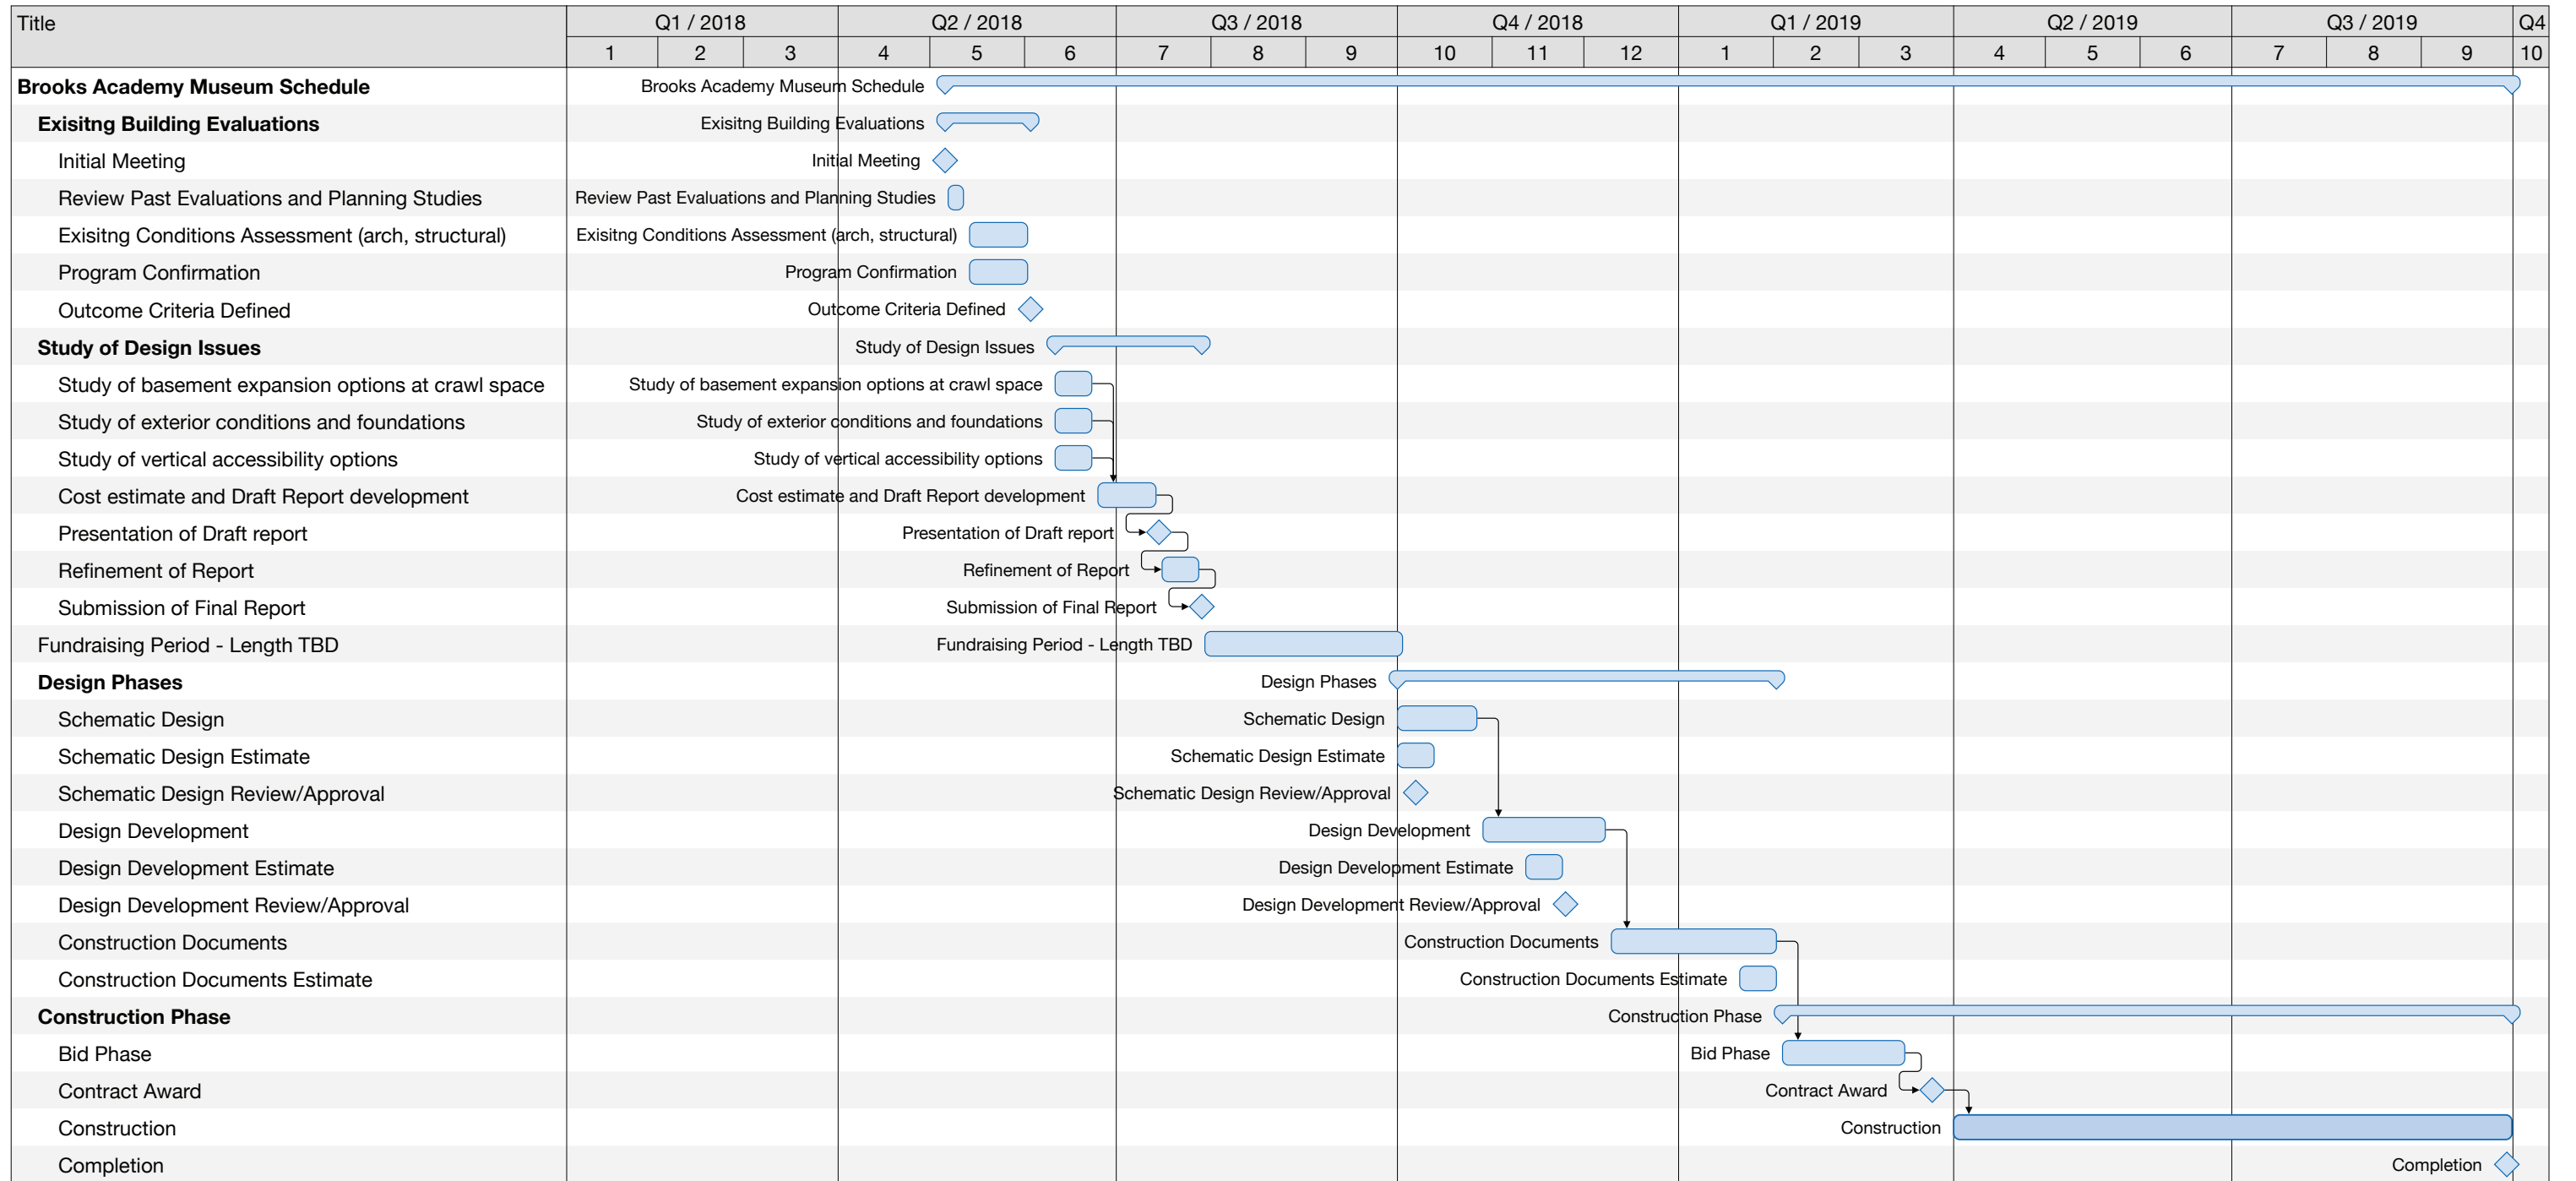 Title
Q1 / 2018 Q2 / 2018 Q3 / 2018 Q4 / 2018 Q1 / 2019 Q2 / 2019 Q3 / 2019 Q4
1 2 3 4 5 6 7 8 9 10 11 12 1 2 3 4 5 6 7 8 9 10
Brooks Academy Museum Schedule Brooks Academy Museum Schedule
Exisitng Building Evaluations Exisitng Building Evaluations
Initial Meeting Initial Meeting
Review Past Evaluations and Planning Studies Review Past Evaluations and Planning Studies
Exisitng Conditions Assessment (arch, structural) Exisitng Conditions Assessment (arch, structural)
Program Confirmation Program Confirmation
Outcome Criteria Defined Outcome Criteria Defined
Study of Design Issues Study of Design Issues
Study of basement expansion options at crawl space Study of basement expansion options at crawl space
Study of exterior conditions and foundations Study of exterior conditions and foundations
Study of vertical accessibility options Study of vertical accessibility options
Cost estimate and Draft Report development Cost estimate and Draft Report development
Presentation of Draft report Presentation of Draft report
Refinement of Report Refinement of Report
Submission of Final Report Submission of Final Report
Fundraising Period - Length TBD Fundraising Period - Length TBD
Design Phases Design Phases
Schematic Design Schematic Design
Schematic Design Estimate Schematic Design Estimate
Schematic Design Review/Approval Schematic Design Review/Approval
Design Development Design Development
Design Development Estimate Design Development Estimate
Design Development Review/Approval Design Development Review/Approval
Construction Documents Construction Documents
Construction Documents Estimate Construction Documents Estimate
Construction Phase Construction Phase
Bid Phase Bid Phase
Contract Award Contract Award
Construction Construction
Completion Completion